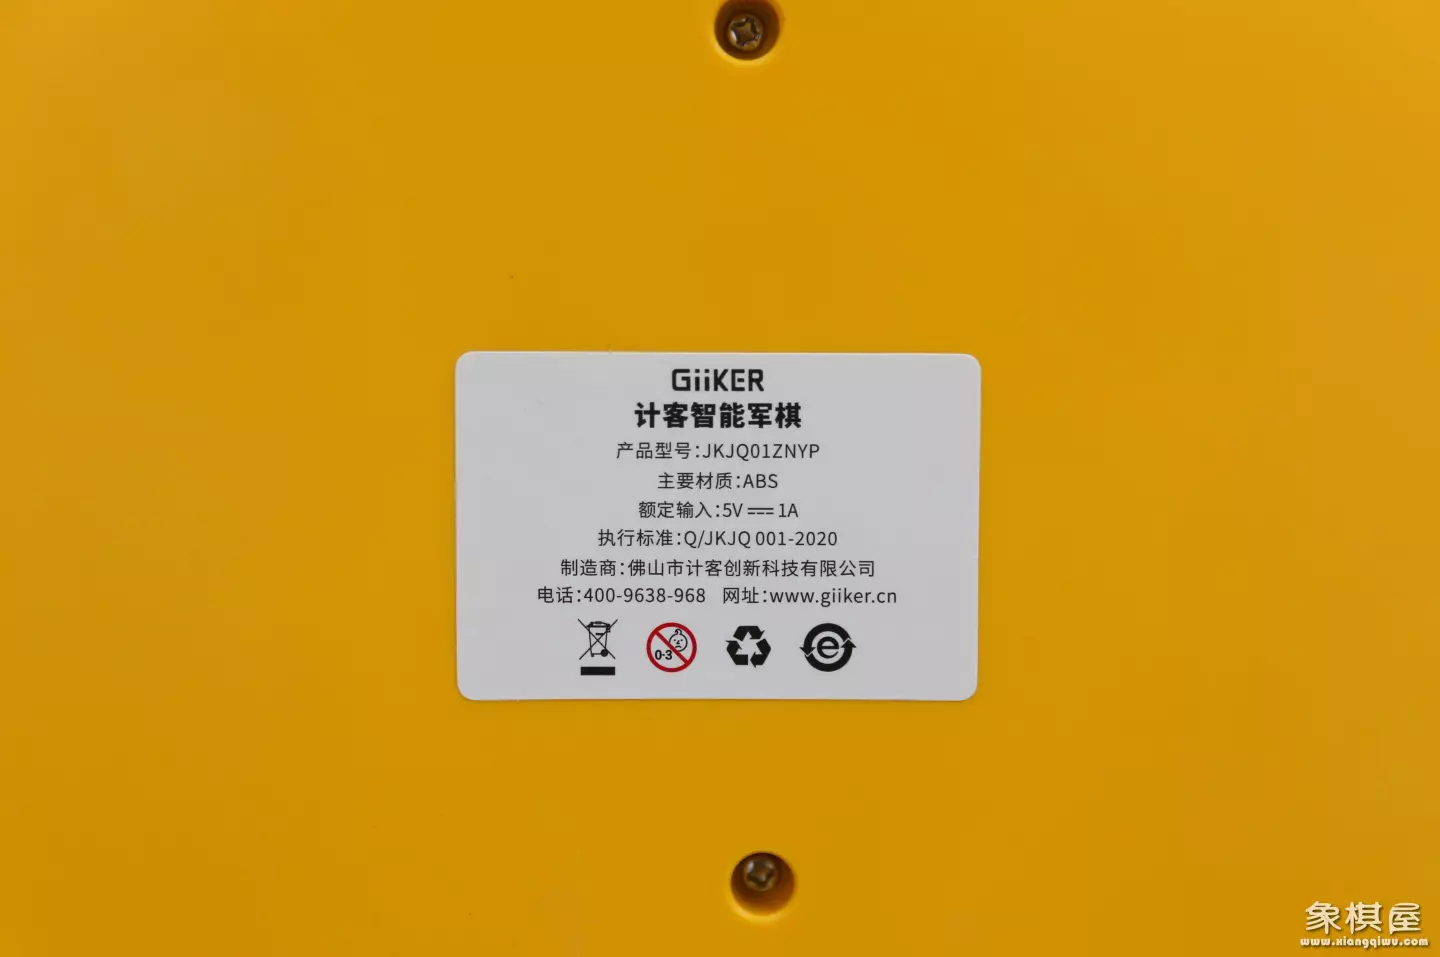 GiiKER
计客智能军棋
产品型号:JKJQ01ZNYP
主要材质:ABS
额定输入:5V⎓1A
执行标准:Q/JKJQ 001-2020
制造商:佛山市计客创新科技有限公司
电话:400-9638-968 网址:www.giiker.cn
0-3
e
象棋屋
www.xiangqiwu.com